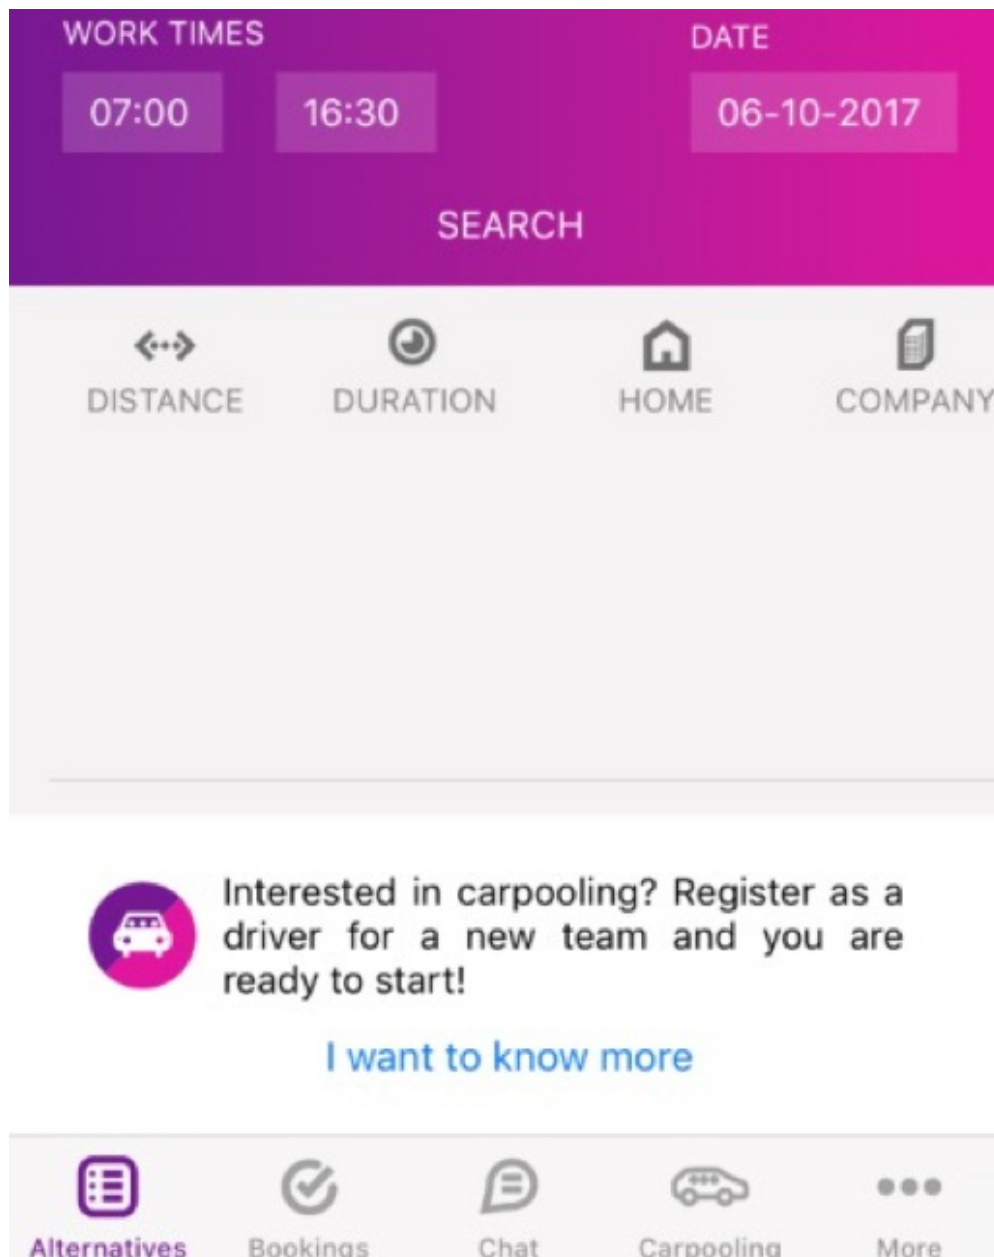 WORK TIMES DATE
07:00 16:30 06-10-2017
SEARCH
DISTANCE DURATION HOME COMPANY
Interested in carpooling? Register as a
driver for a new team and you are
ready to start!
I want to know more
Alternatives Bookings Chat Carpooling More